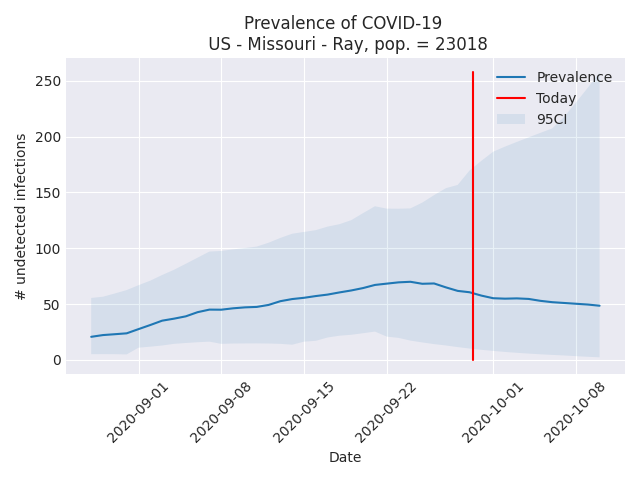 Prevalence of COVID-19
US - Missouri - Ray, pop. = 23018
Prevalence
Today
95CI
# undetected infections
250
200
150
100
50
0
2020-09-01
2020-09-08
2020-09-15
2020-09-22
2020-10-01
2020-10-08
Date